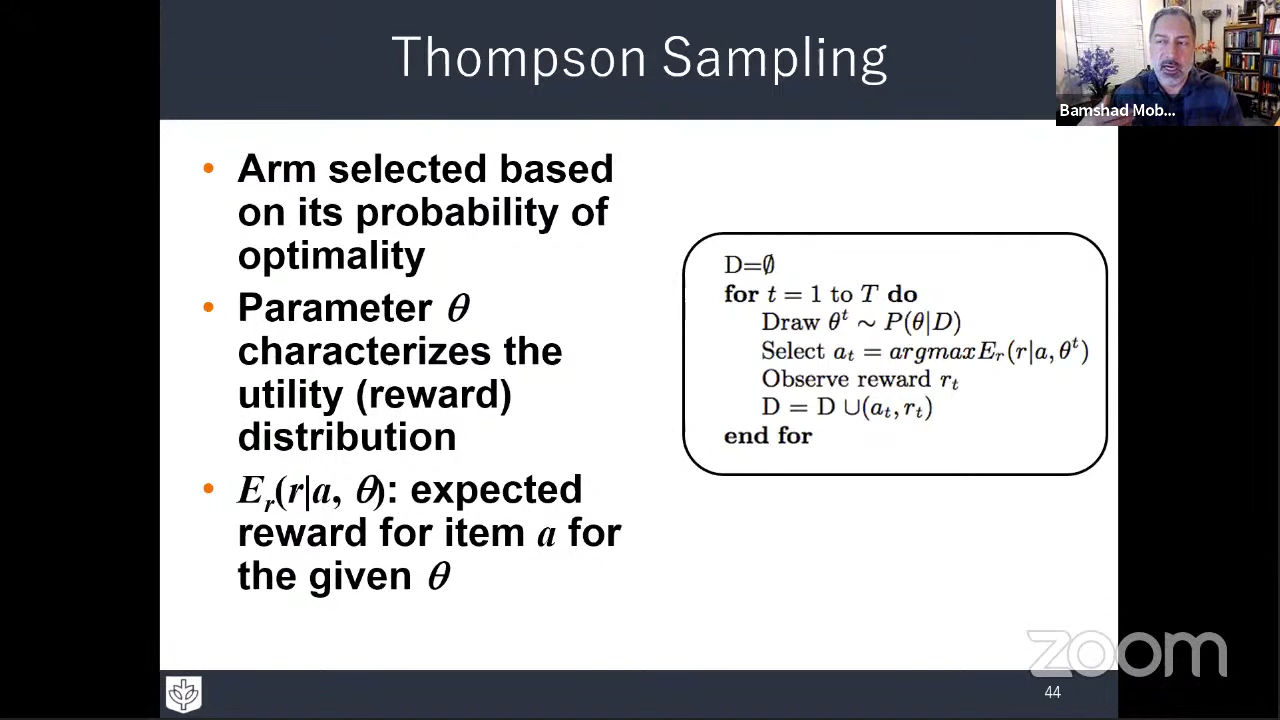 Thompson Sampling
Bamshad Mob...
• Arm selected based
on its probability of
optimality
• Parameter θ
characterizes the
utility (reward)
distribution
• Er(r|a, θ): expected
reward for item a for
the given θ
D=∅
for t = 1 to T do
Draw θ^t ∼ P(θ|D)
Select a_t = argmaxE_r(r|a, θ^t)
Observe reward r_t
D = D ∪(a_t, r_t)
end for
zoom
44